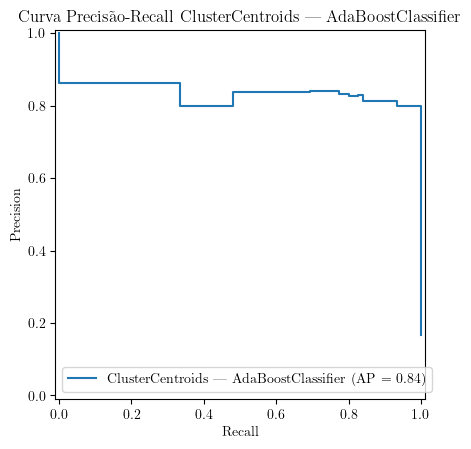 Curva Precisão-Recall ClusterCentroids — AdaBoostClassifier
1.0
0.8
0.6
0.4
0.2
0.0
Precision
ClusterCentroids — AdaBoostClassifier (AP = 0.84)
0.0 0.2 0.4 0.6 0.8 1.0
Recall